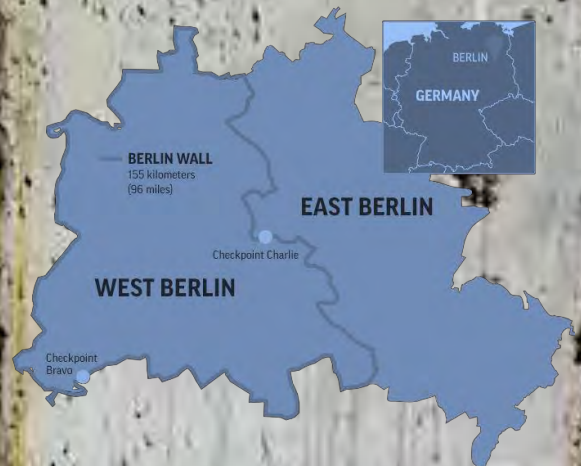 BERLIN
GERMANY
BERLIN WALL
155 kilometers
(96 miles)
EAST BERLIN
Checkpoint Charlie
WEST BERLIN
Checkpoint
Bravo